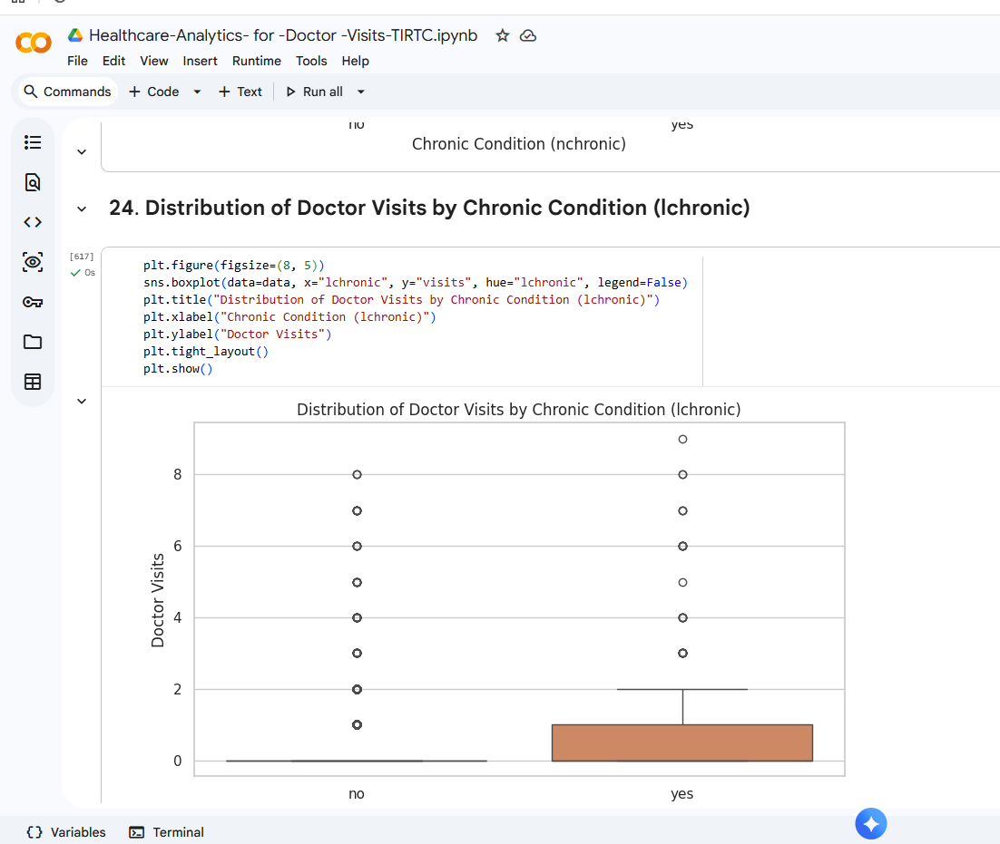 Healthcare-Analytics- for -Doctor -Visits-TIRTC.ipynb
File Edit View Insert Runtime Tools Help
Commands + Code + Text Run all
no yes
Chronic Condition (nchronic)
24. Distribution of Doctor Visits by Chronic Condition (lchronic)
[617]
0s
plt.figure(figsize=(8, 5))
sns.boxplot(data=data, x="lchronic", y="visits", hue="lchronic", legend=False)
plt.title("Distribution of Doctor Visits by Chronic Condition (lchronic)")
plt.xlabel("Chronic Condition (lchronic)")
plt.ylabel("Doctor Visits")
plt.tight_layout()
plt.show()
Distribution of Doctor Visits by Chronic Condition (lchronic)
8
6
Doctor Visits
4
2
0
no yes
Variables Terminal